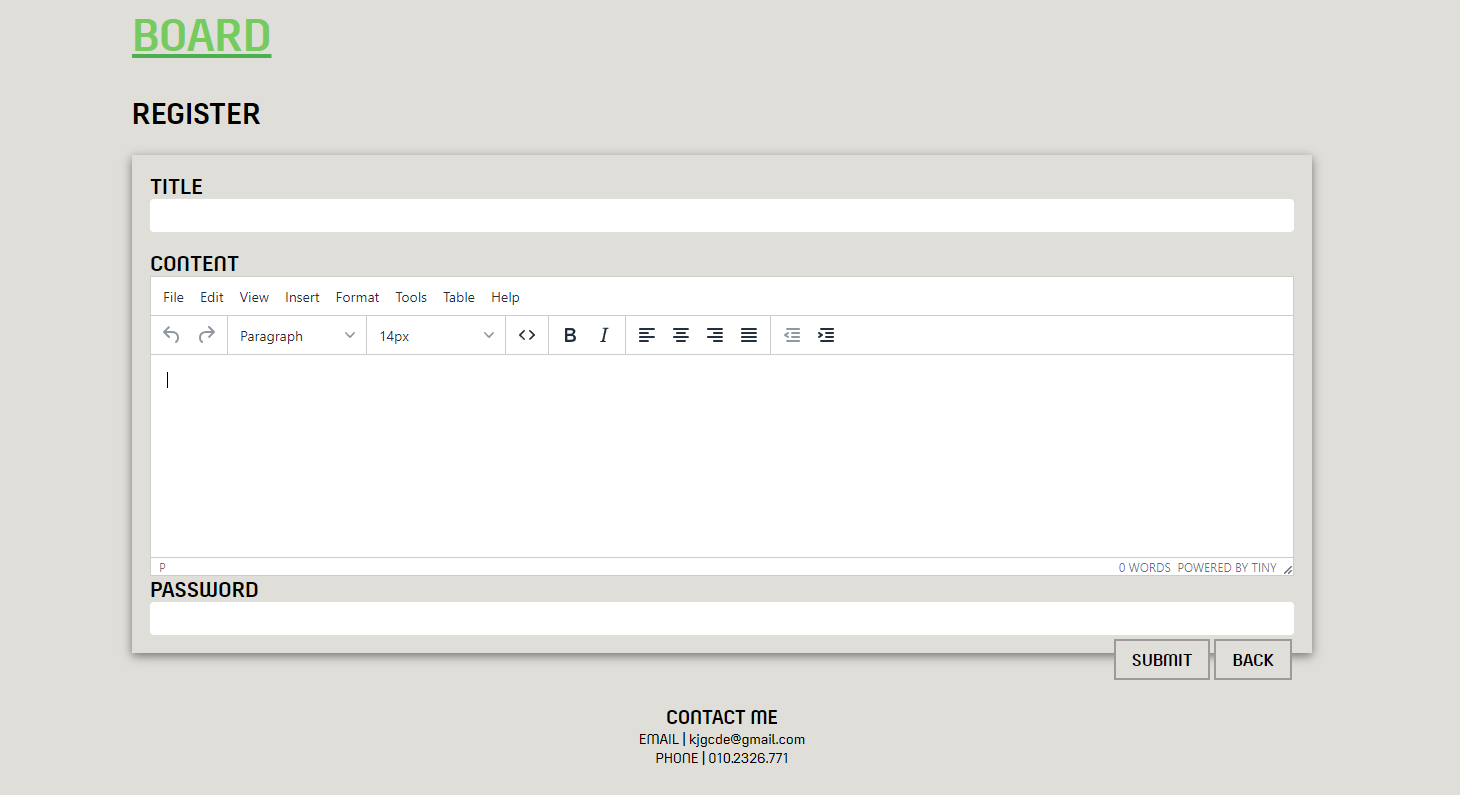 BOARD
REGISTER
TITLE
CONTENT
File Edit View Insert Format Tools Table Help
Paragraph 14px B I
P 0 WORDS POWERED BY TINY
PASSWORD
SUBMIT BACK
CONTACT ME
EMAIL | kjgcde@gmail.com
PHONE | 010.2326.771